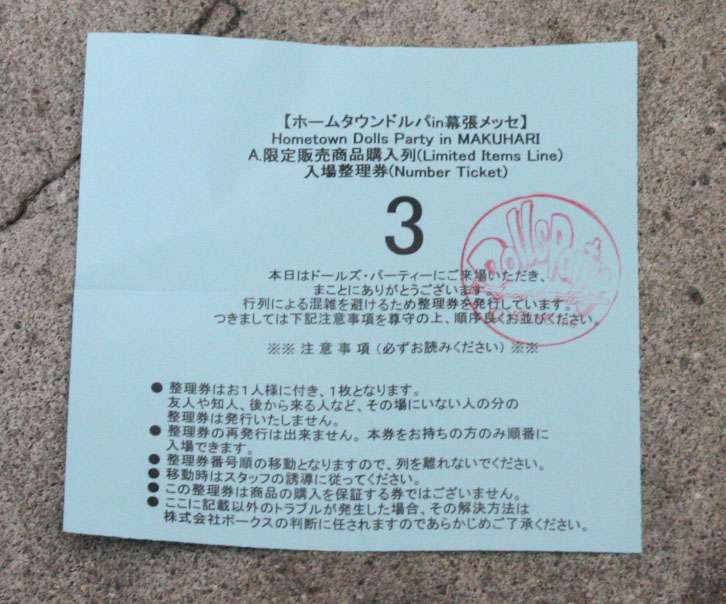 【ホームタウンドルパin幕張メッセ】
Hometown Dolls Party in MAKUHARI
A.限定販売商品購入列(Limited Items Line)
入場整理券(Number Ticket)
3
Dolls Party
本日はドールズ・パーティーにご来場いただき、
まことにありがとうございます。
行列による混雑を避けるため整理券を発行しています。
つきましては下記注意事項を尊守の上、順序良くお並びください。
※※ 注 意 事 項 (必ずお読みください) ※※
● 整理券はお1人様に付き、1枚となります。
友人や知人、後から来る人など、その場にいない人の分の
整理券は発行いたしません。
● 整理券の再発行は出来ません。本券をお持ちの方のみ順番に
入場できます。
● 整理券番号順の移動となりますので、列を離れないでください。
● 移動時はスタッフの誘導に従ってください。
● この整理券は商品の購入を保証する券ではございません。
● ここに記載以外のトラブルが発生した場合、その解決方法は
株式会社ボークスの判断に任されますのであらかじめご了承ください。